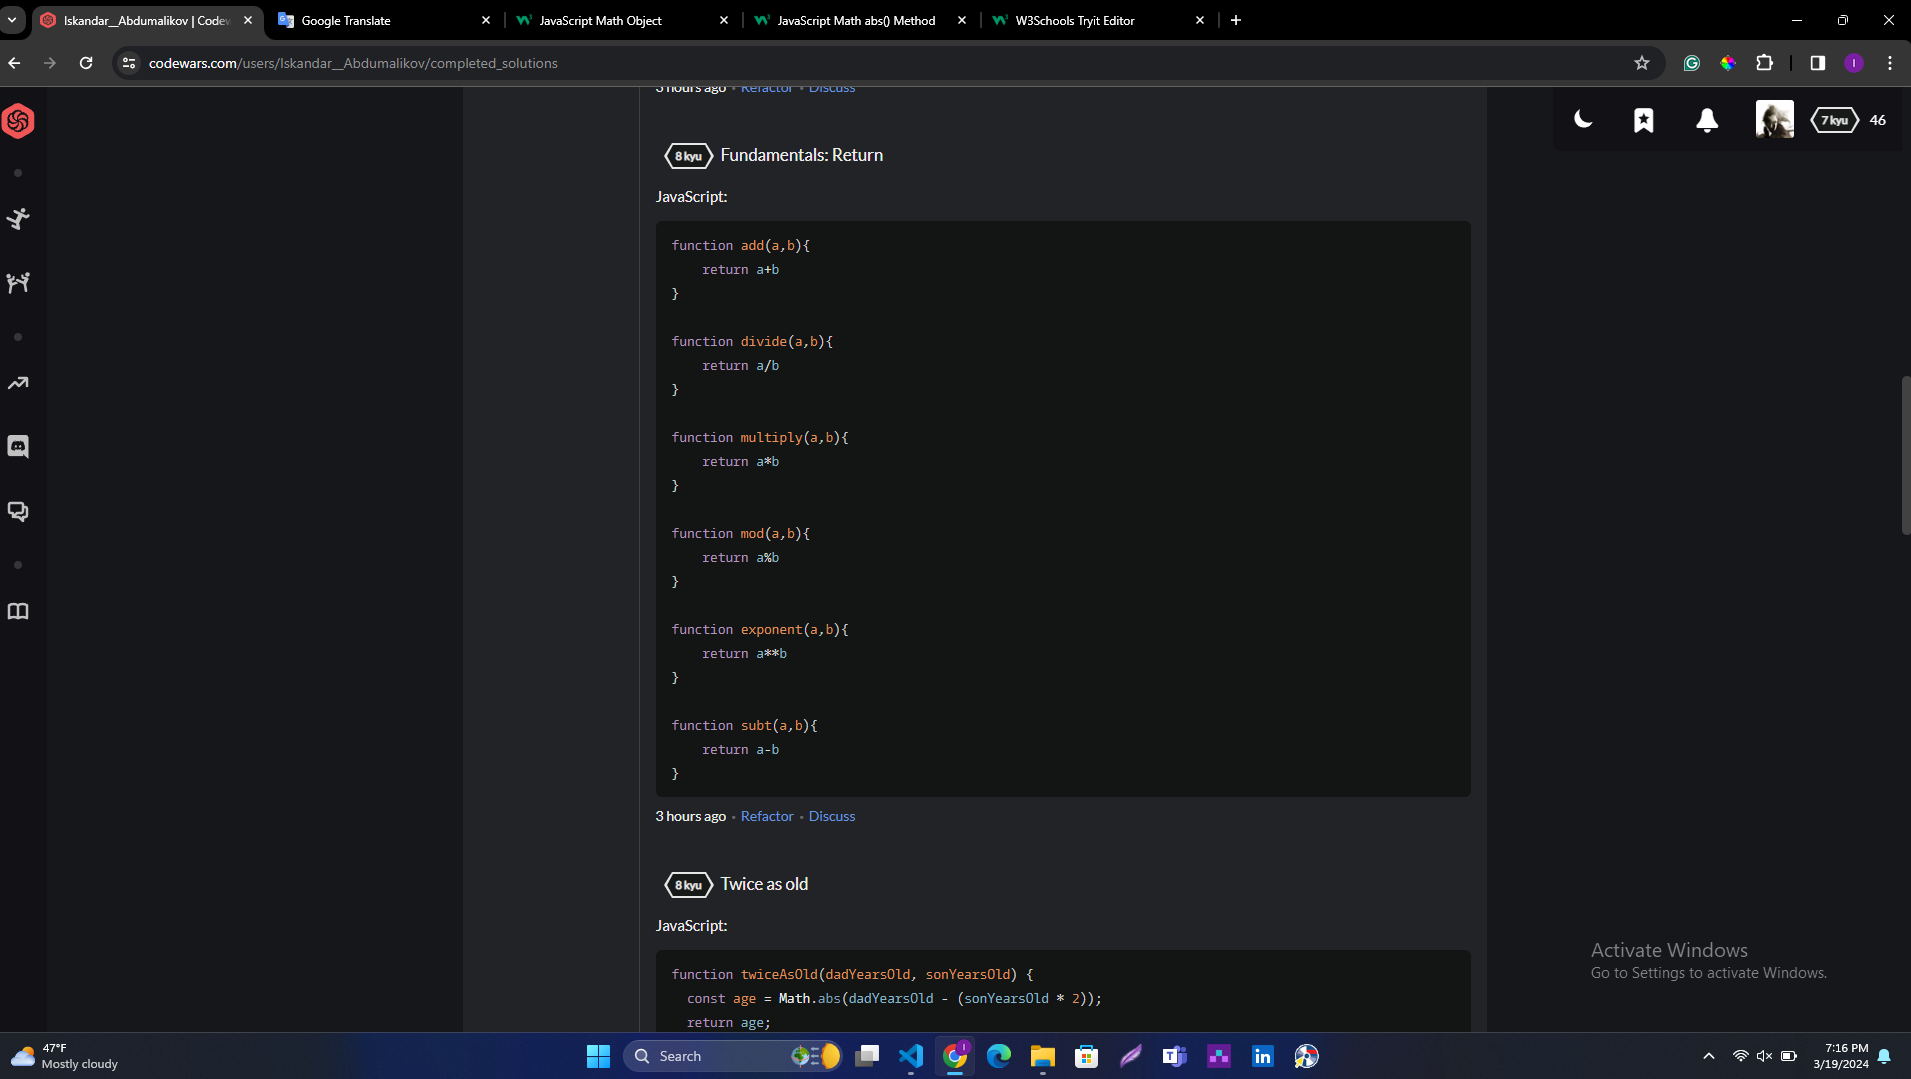 Iskandar__Abdumalikov | Codew
Google Translate
JavaScript Math Object
JavaScript Math abs() Method
W3Schools Tryit Editor
codewars.com/users/Iskandar__Abdumalikov/completed_solutions
I
3 hours ago • Refactor • Discuss
7 kyu 46
8 kyu Fundamentals: Return
JavaScript:
function add(a,b){
    return a+b
}
function divide(a,b){
    return a/b
}
function multiply(a,b){
    return a*b
}
function mod(a,b){
    return a%b
}
function exponent(a,b){
    return a**b
}
function subt(a,b){
    return a-b
}
3 hours ago • Refactor • Discuss
8 kyu Twice as old
JavaScript:
function twiceAsOld(dadYearsOld, sonYearsOld) {
  const age = Math.abs(dadYearsOld - (sonYearsOld * 2));
  return age;
Activate Windows
Go to Settings to activate Windows.
47°F
Mostly cloudy
Search
7:16 PM
3/19/2024